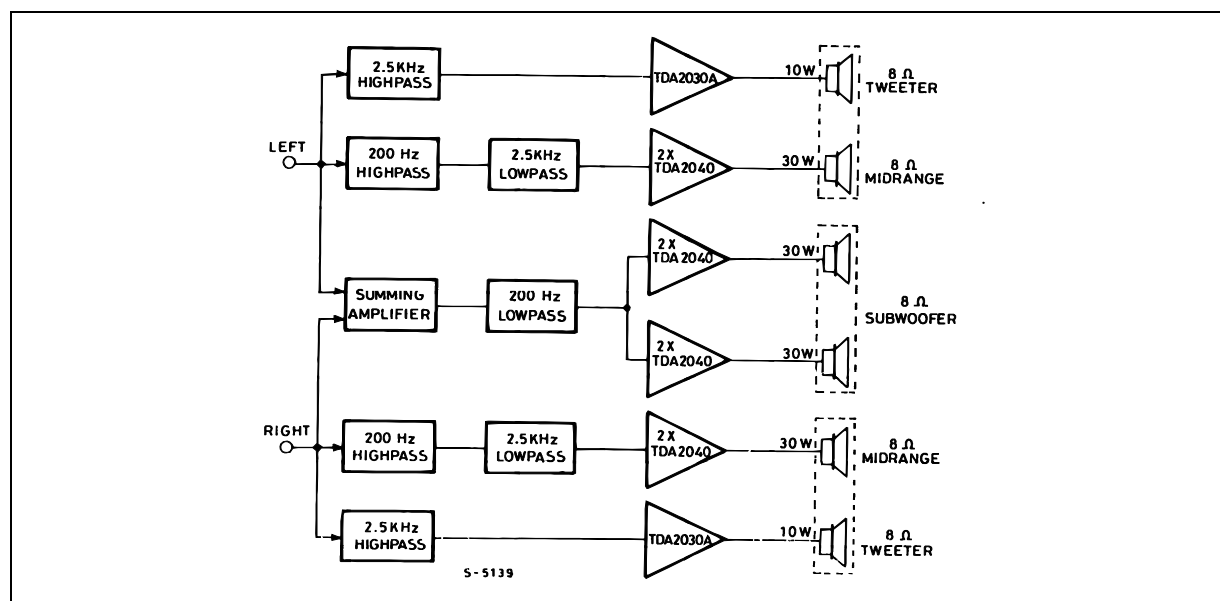 2.5KHz
HIGHPASS
TDA2030A
10W
8 Ω
TWEETER
LEFT
200 Hz
HIGHPASS
2.5KHz
LOWPASS
2X
TDA2040
30W
8 Ω
MIDRANGE
2X
TDA2040
30W
SUMMING
AMPLIFIER
200 Hz
LOWPASS
8 Ω
SUBWOOFER
2X
TDA2040
30W
RIGHT
200 Hz
HIGHPASS
2.5KHz
LOWPASS
2X
TDA2040
30W
8 Ω
MIDRANGE
2.5KHz
HIGHPASS
TDA2030A
10W
8 Ω
TWEETER
S-5139